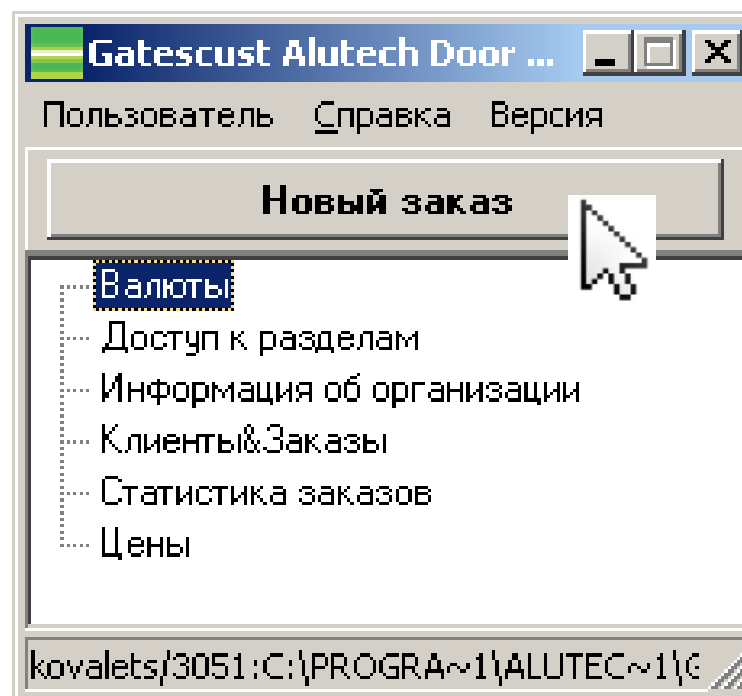 Gatescust Alutech Door ...
Пользователь Справка Версия
Новый заказ
Валюты
Доступ к разделам
Информация об организации
Клиенты&Заказы
Статистика заказов
Цены
kovalets/3051:C:\PROGRA~1\ALUTEC~1\G